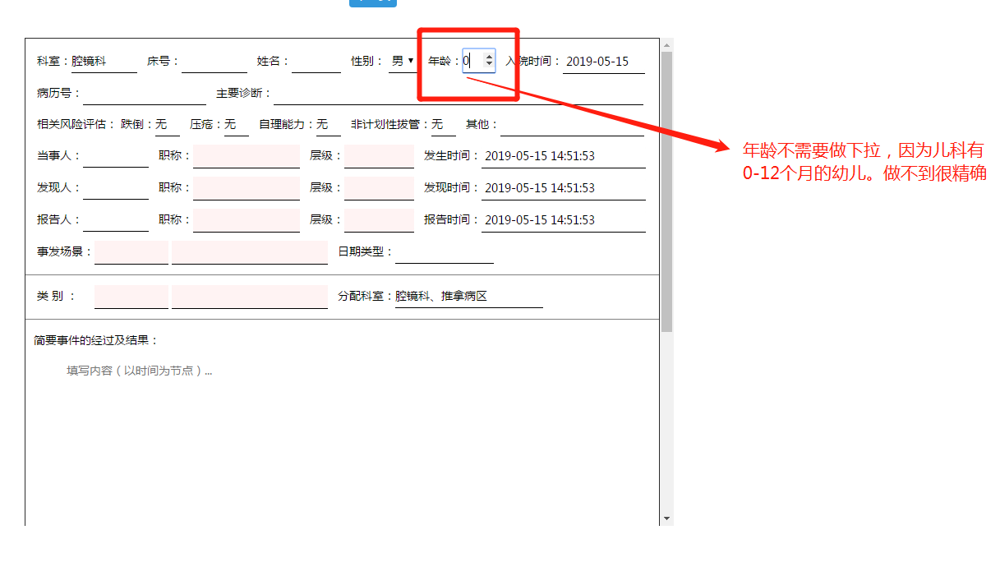 科室：腔镜科 床号： 姓名： 性别： 男 年龄：0 入院时间： 2019-05-15
病历号： 主要诊断：
相关风险评估： 跌倒：无 压疮：无 自理能力：无 非计划性拔管：无 其他：
当事人： 职称： 层级： 发生时间： 2019-05-15 14:51:53
年龄不需要做下拉，因为儿科有
0-12个月的幼儿。做不到很精确
发现人： 职称： 层级： 发现时间： 2019-05-15 14:51:53
报告人： 职称： 层级： 报告时间： 2019-05-15 14:51:53
事发场景： 日期类型：
类 别 ： 分配科室：腔镜科、推拿病区
简要事件的经过及结果：
填写内容（以时间为节点）...